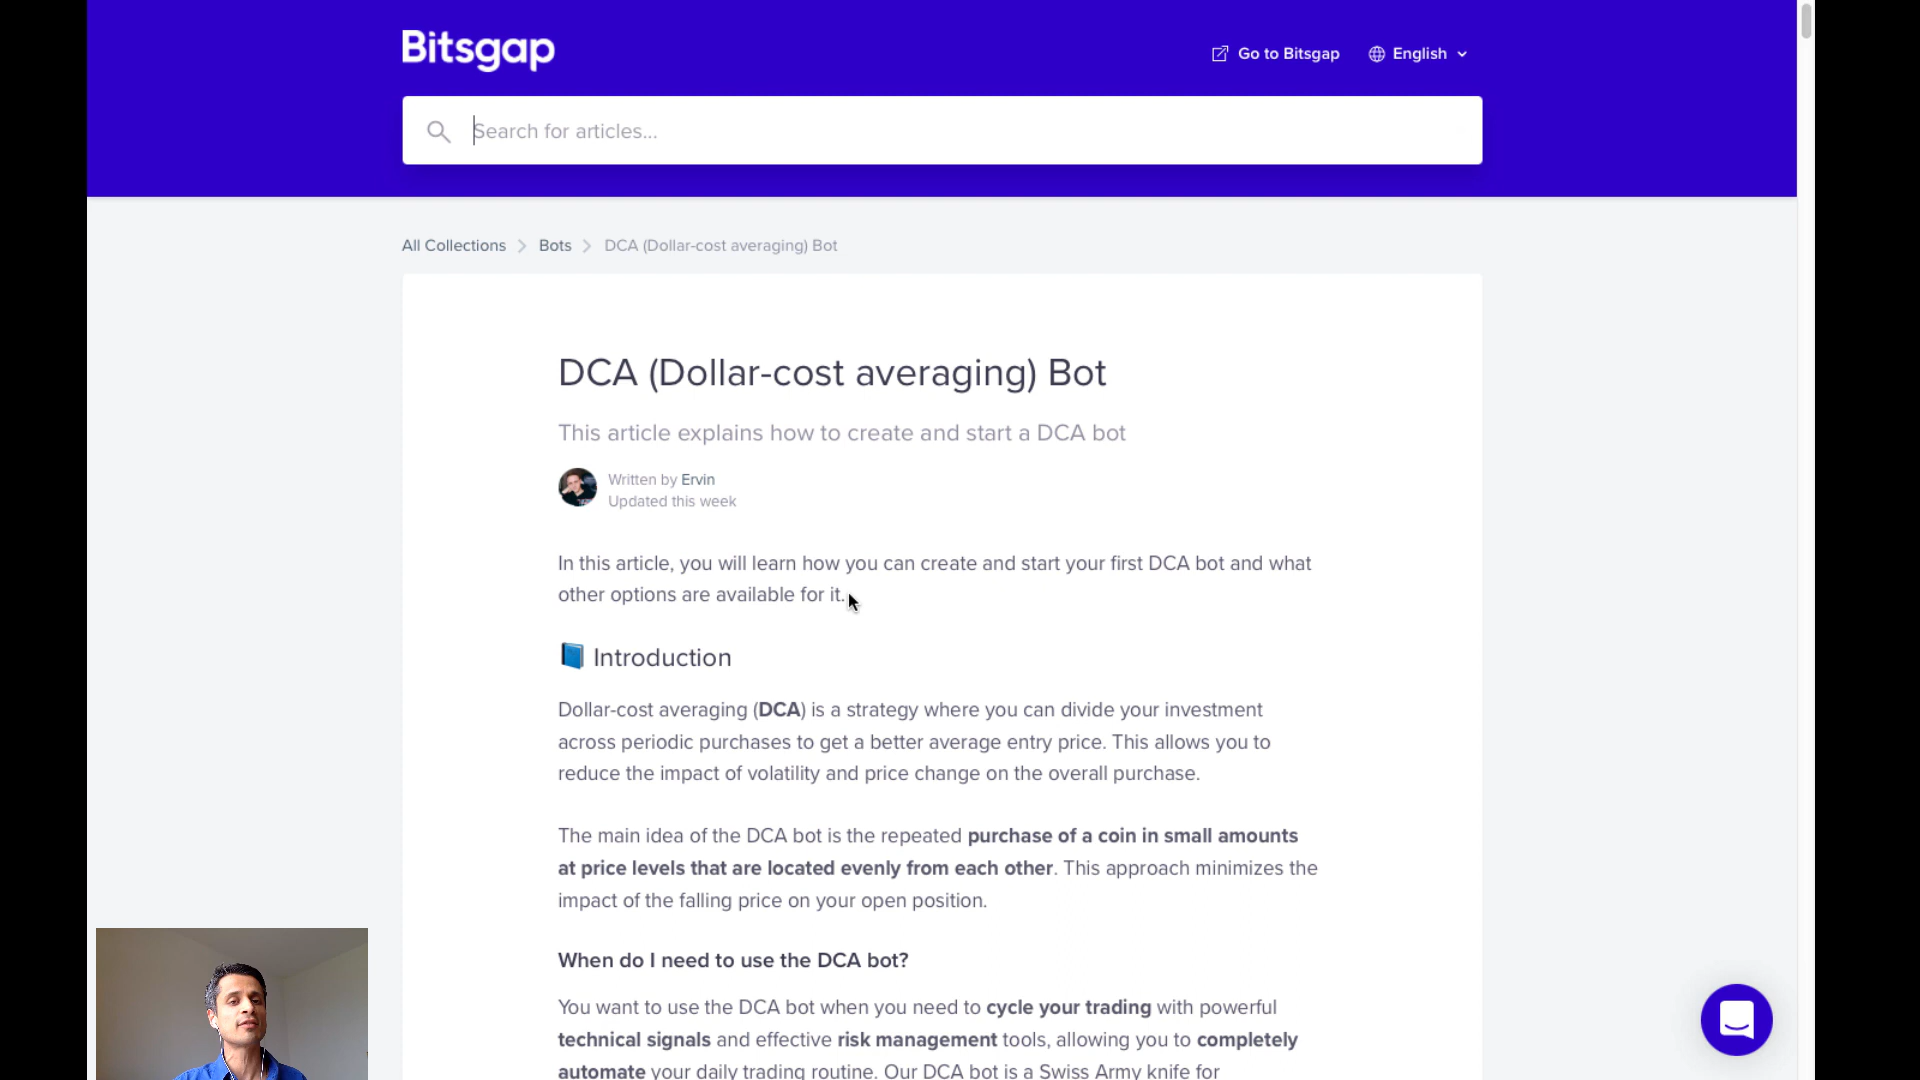 Bitsgap
Go to Bitsgap
English
Search for articles...
All Collections > Bots > DCA (Dollar-cost averaging) Bot
DCA (Dollar-cost averaging) Bot
This article explains how to create and start a DCA bot
Written by Ervin
Updated this week
In this article, you will learn how you can create and start your first DCA bot and what
other options are available for it.
📘 Introduction
Dollar-cost averaging (DCA) is a strategy where you can divide your investment
across periodic purchases to get a better average entry price. This allows you to
reduce the impact of volatility and price change on the overall purchase.
The main idea of the DCA bot is the repeated purchase of a coin in small amounts
at price levels that are located evenly from each other. This approach minimizes the
impact of the falling price on your open position.
When do I need to use the DCA bot?
You want to use the DCA bot when you need to cycle your trading with powerful
technical signals and effective risk management tools, allowing you to completely
automate your daily trading routine. Our DCA bot is a Swiss Army knife for